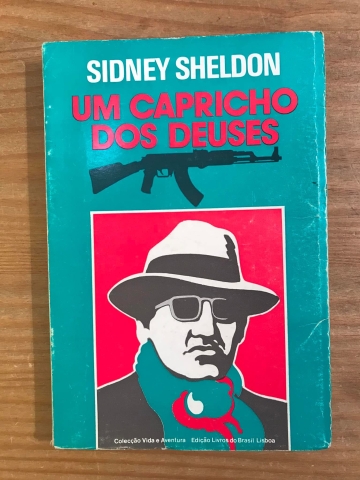 SIDNEY SHELDON
UM CAPRICHO
DOS DEUSES
Colecção Vida e Aventura Edição Livros do Brasil Lisboa